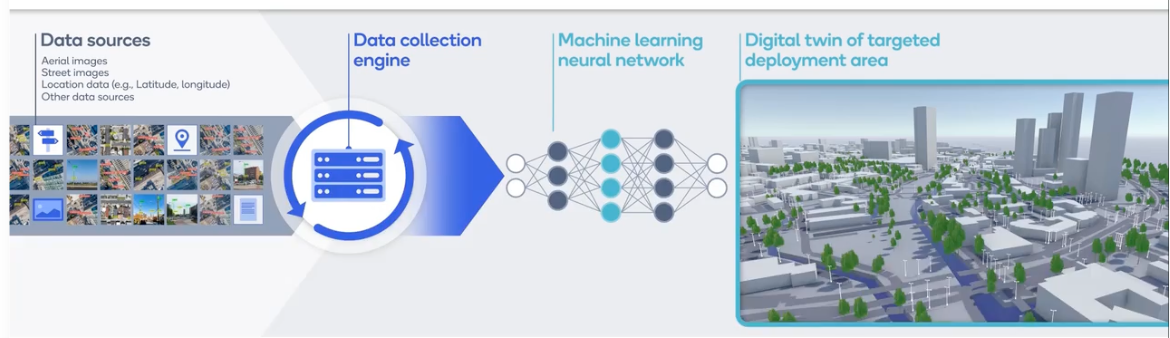 Data sources
Aerial images
Street images
Location data (e.g., Latitude, longitude)
Other data sources
Data collection
engine
Machine learning
neural network
Digital twin of targeted
deployment area